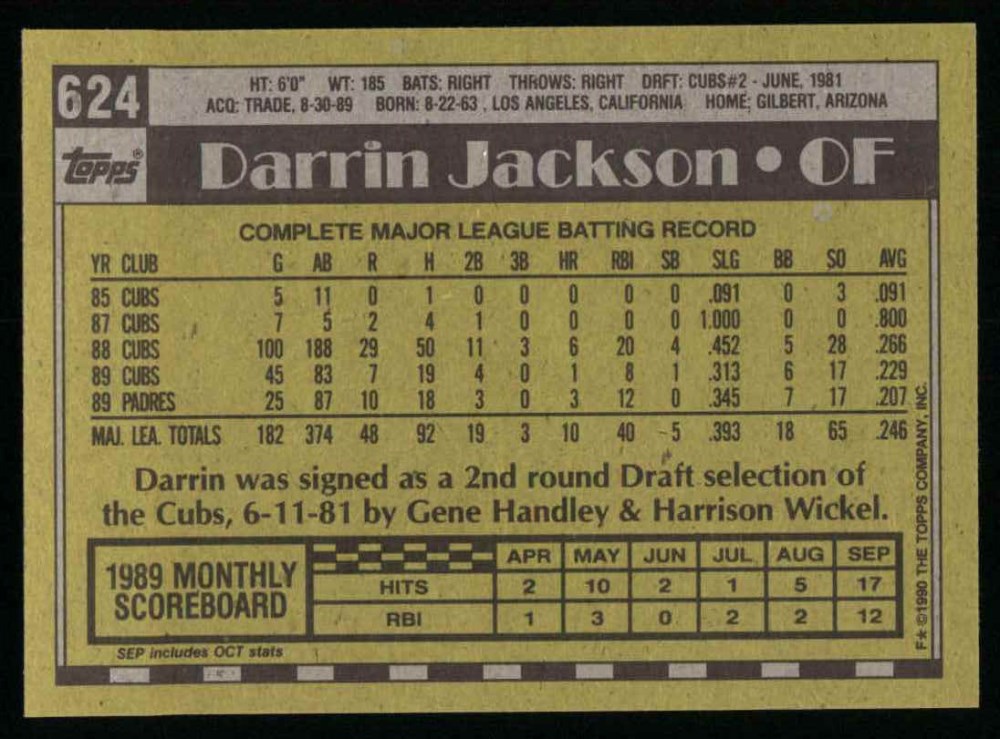 624
HT: 6'0" WT: 185 BATS: RIGHT THROWS: RIGHT DRFT: CUBS #2 - JUNE, 1981
ACQ: TRADE, 8-30-89 BORN: 8-22-63, LOS ANGELES, CALIFORNIA HOME: GILBERT, ARIZONA
Topps®
Darrin Jackson • OF
COMPLETE MAJOR LEAGUE BATTING RECORD
YR CLUB G AB R H 2B 3B HR RBI SB SLG BB SO AVG
85 CUBS 5 11 0 1 0 0 0 0 0 .091 0 3 .091
87 CUBS 7 5 2 4 1 0 0 0 0 1.000 0 0 .800
88 CUBS 100 188 29 50 11 3 6 20 4 .452 5 28 .266
89 CUBS 45 83 7 19 4 0 1 8 1 .313 6 17 .229
89 PADRES 25 87 10 18 3 0 3 12 0 .345 7 17 .207
MAJ. LEA. TOTALS 182 374 48 92 19 3 10 40 5 .393 18 65 .246
Darrin was signed as a 2nd round Draft selection of
the Cubs, 6-11-81 by Gene Handley & Harrison Wickel.
1989 MONTHLY
SCOREBOARD
APR MAY JUN JUL AUG SEP
HITS 2 10 2 1 5 17
RBI 1 3 0 2 2 12
SEP includes OCT stats
F★ ©1990 THE TOPPS COMPANY, INC.